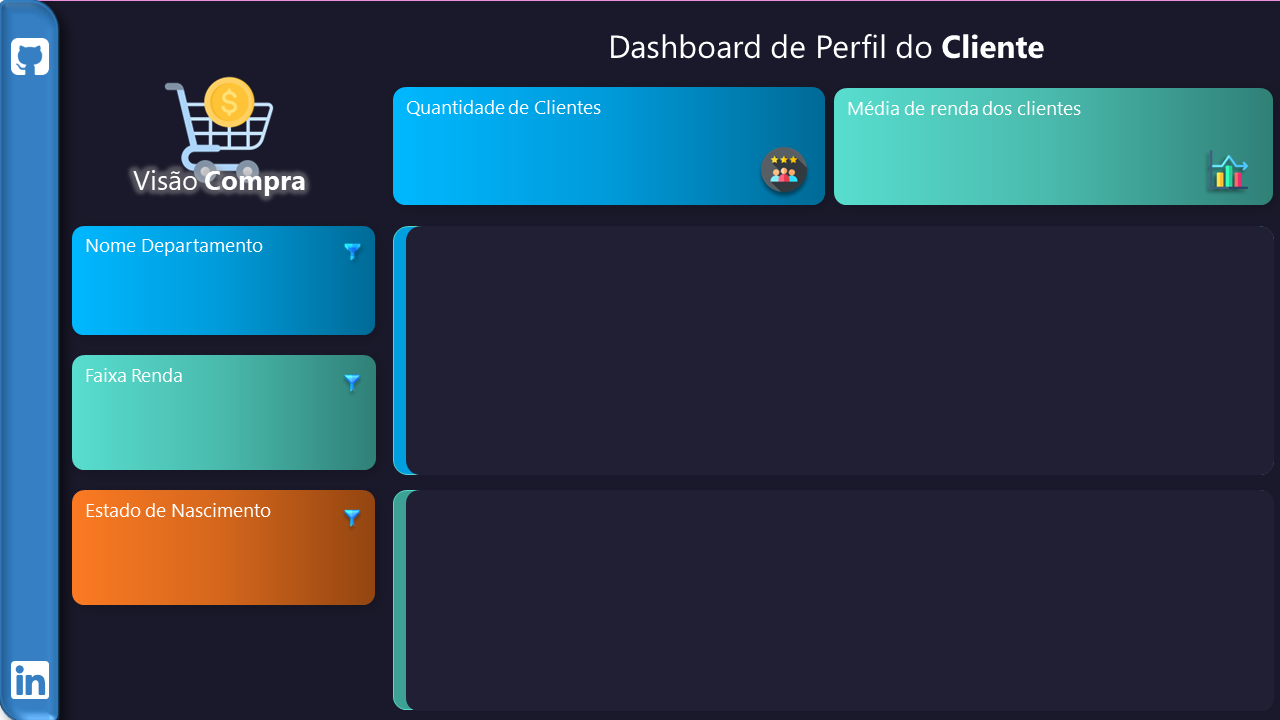 Dashboard de Perfil do Cliente
Visão Compra
Quantidade de Clientes
Média de renda dos clientes
Nome Departamento
Faixa Renda
Estado de Nascimento
in